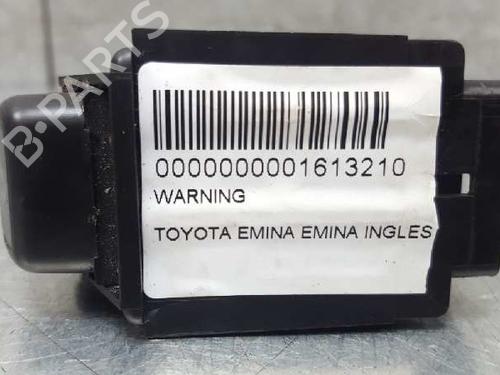 0000000001613210
WARNING
TOYOTA EMINA EMINA INGLES
B-PARTS